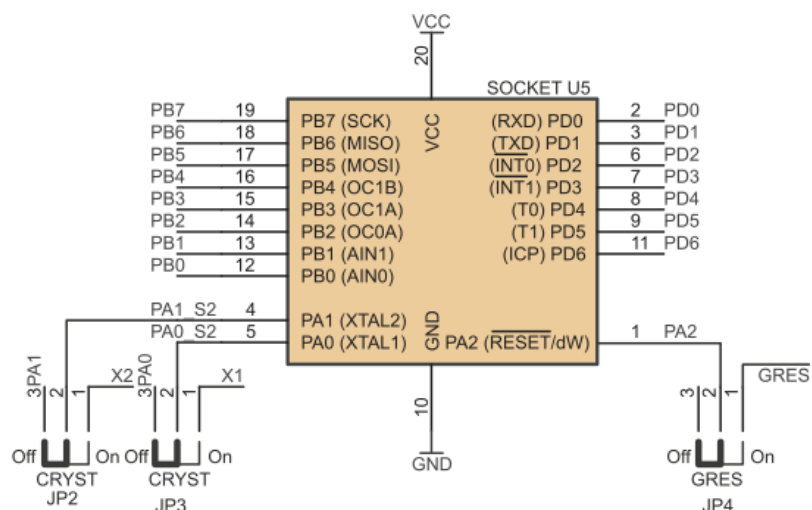 VCC
20
SOCKET U5
PB7 19 PB7 (SCK) VCC (RXD) PD0 2 PD0
PB6 18 PB6 (MISO) (TXD) PD1 3 PD1
PB5 17 PB5 (MOSI) (INT0) PD2 6 PD2
PB4 16 PB4 (OC1B) (INT1) PD3 7 PD3
PB3 15 PB3 (OC1A) (T0) PD4 8 PD4
PB2 14 PB2 (OC0A) (T1) PD5 9 PD5
PB1 13 PB1 (AIN1) (ICP) PD6 11 PD6
PB0 12 PB0 (AIN0)
PA1_S2 4 PA1 (XTAL2) GND
PA0_S2 5 PA0 (XTAL1) PA2 (RESET/dW) 1 PA2
3 PA1 2 1 X2 3 PA0 2 1 X1 10 3 2 1 GRES
Off On Off On GND Off On
CRYST CRYST GRES
JP2 JP3 JP4